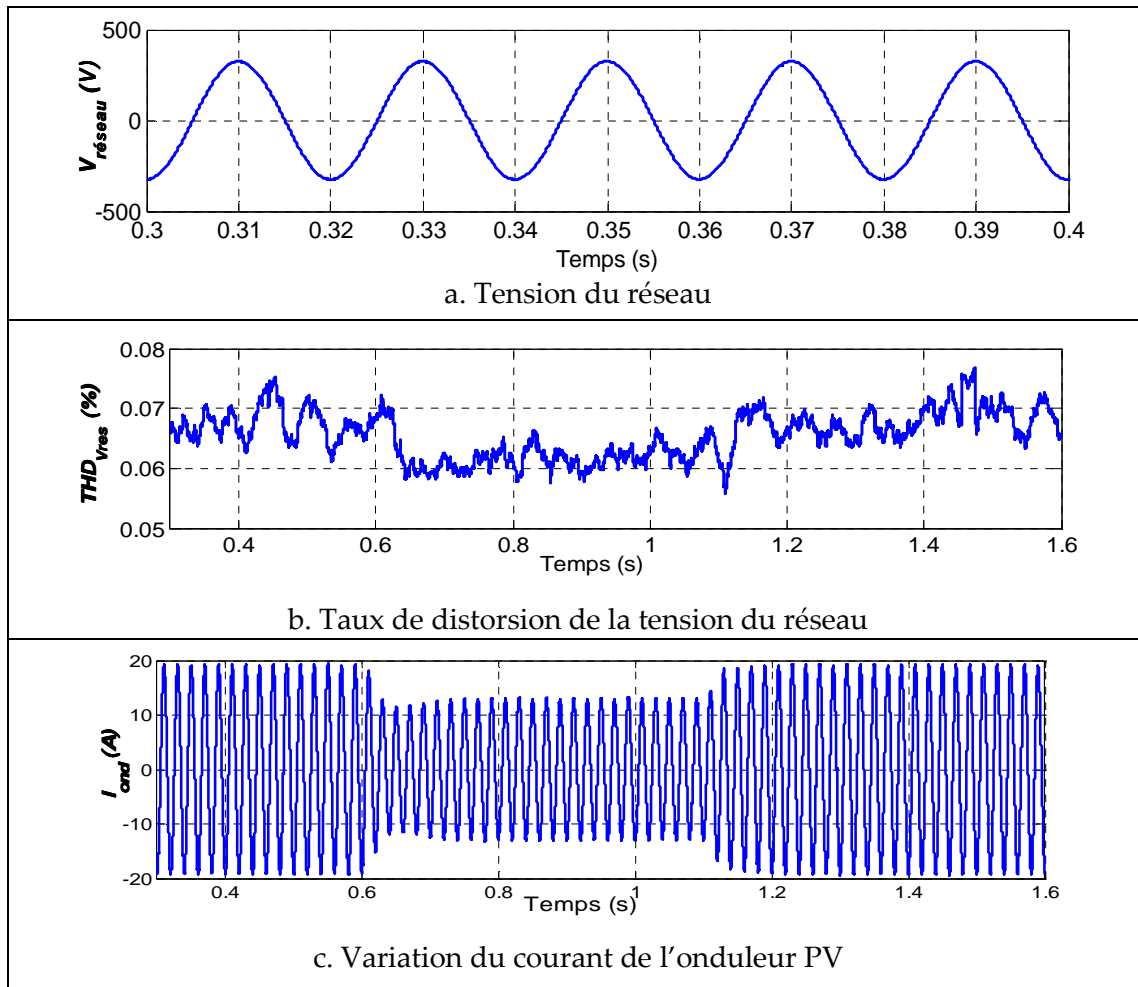 500
0
-500
V réseau (V)
0.3 0.31 0.32 0.33 0.34 0.35 0.36 0.37 0.38 0.39 0.4
Temps (s)
a. Tension du réseau
0.08
0.07
0.06
0.05
THD Vres (%)
0.4 0.6 0.8 1 1.2 1.4 1.6
Temps (s)
b. Taux de distorsion de la tension du réseau
20
10
0
-10
-20
I ond (A)
0.4 0.6 0.8 1 1.2 1.4 1.6
Temps (s)
c. Variation du courant de l’onduleur PV